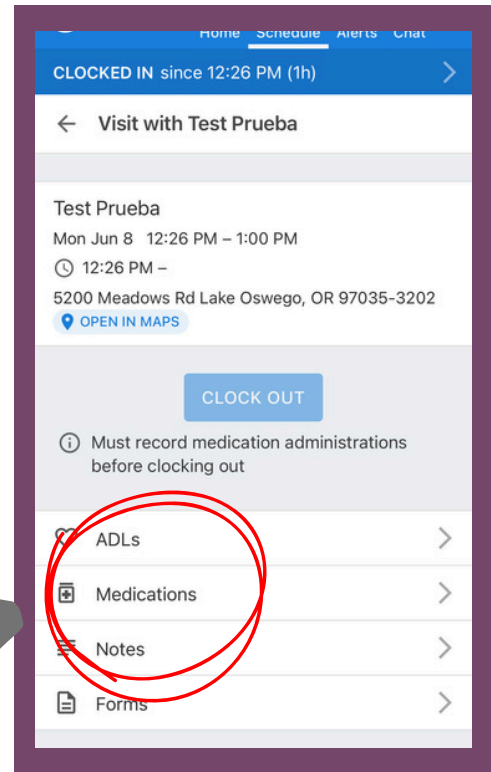 Home Schedule Alerts Chat
CLOCKED IN since 12:26 PM (1h)
Visit with Test Prueba
Test Prueba
Mon Jun 8 12:26 PM – 1:00 PM
12:26 PM –
5200 Meadows Rd Lake Oswego, OR 97035-3202
OPEN IN MAPS
CLOCK OUT
Must record medication administrations
before clocking out
ADLs
Medications
Notes
Forms